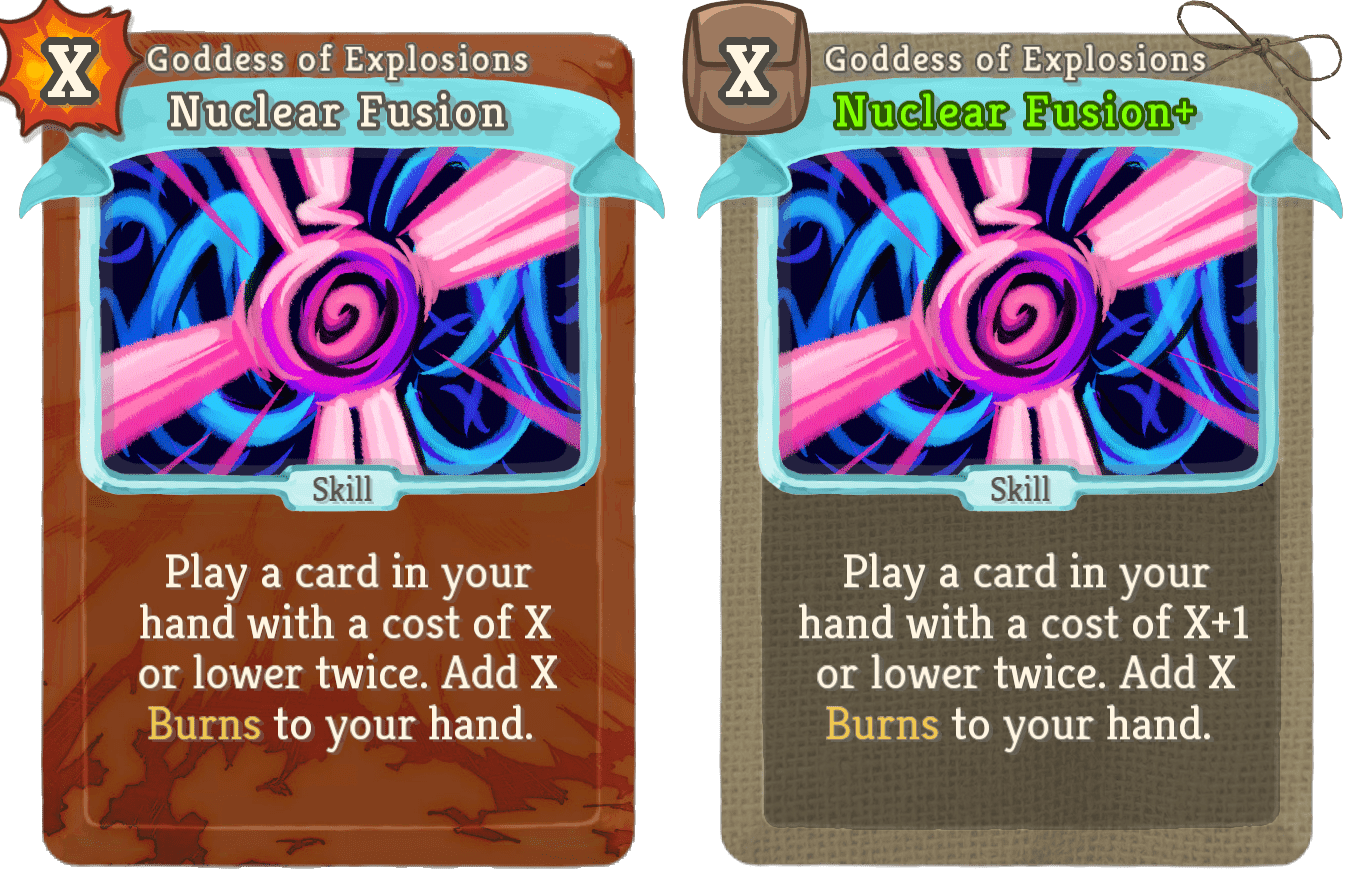 X
Goddess of Explosions
Nuclear Fusion
Skill
Play a card in your
hand with a cost of X
or lower twice. Add X
Burns to your hand.
X
Goddess of Explosions
Nuclear Fusion+
Skill
Play a card in your
hand with a cost of X+1
or lower twice. Add X
Burns to your hand.